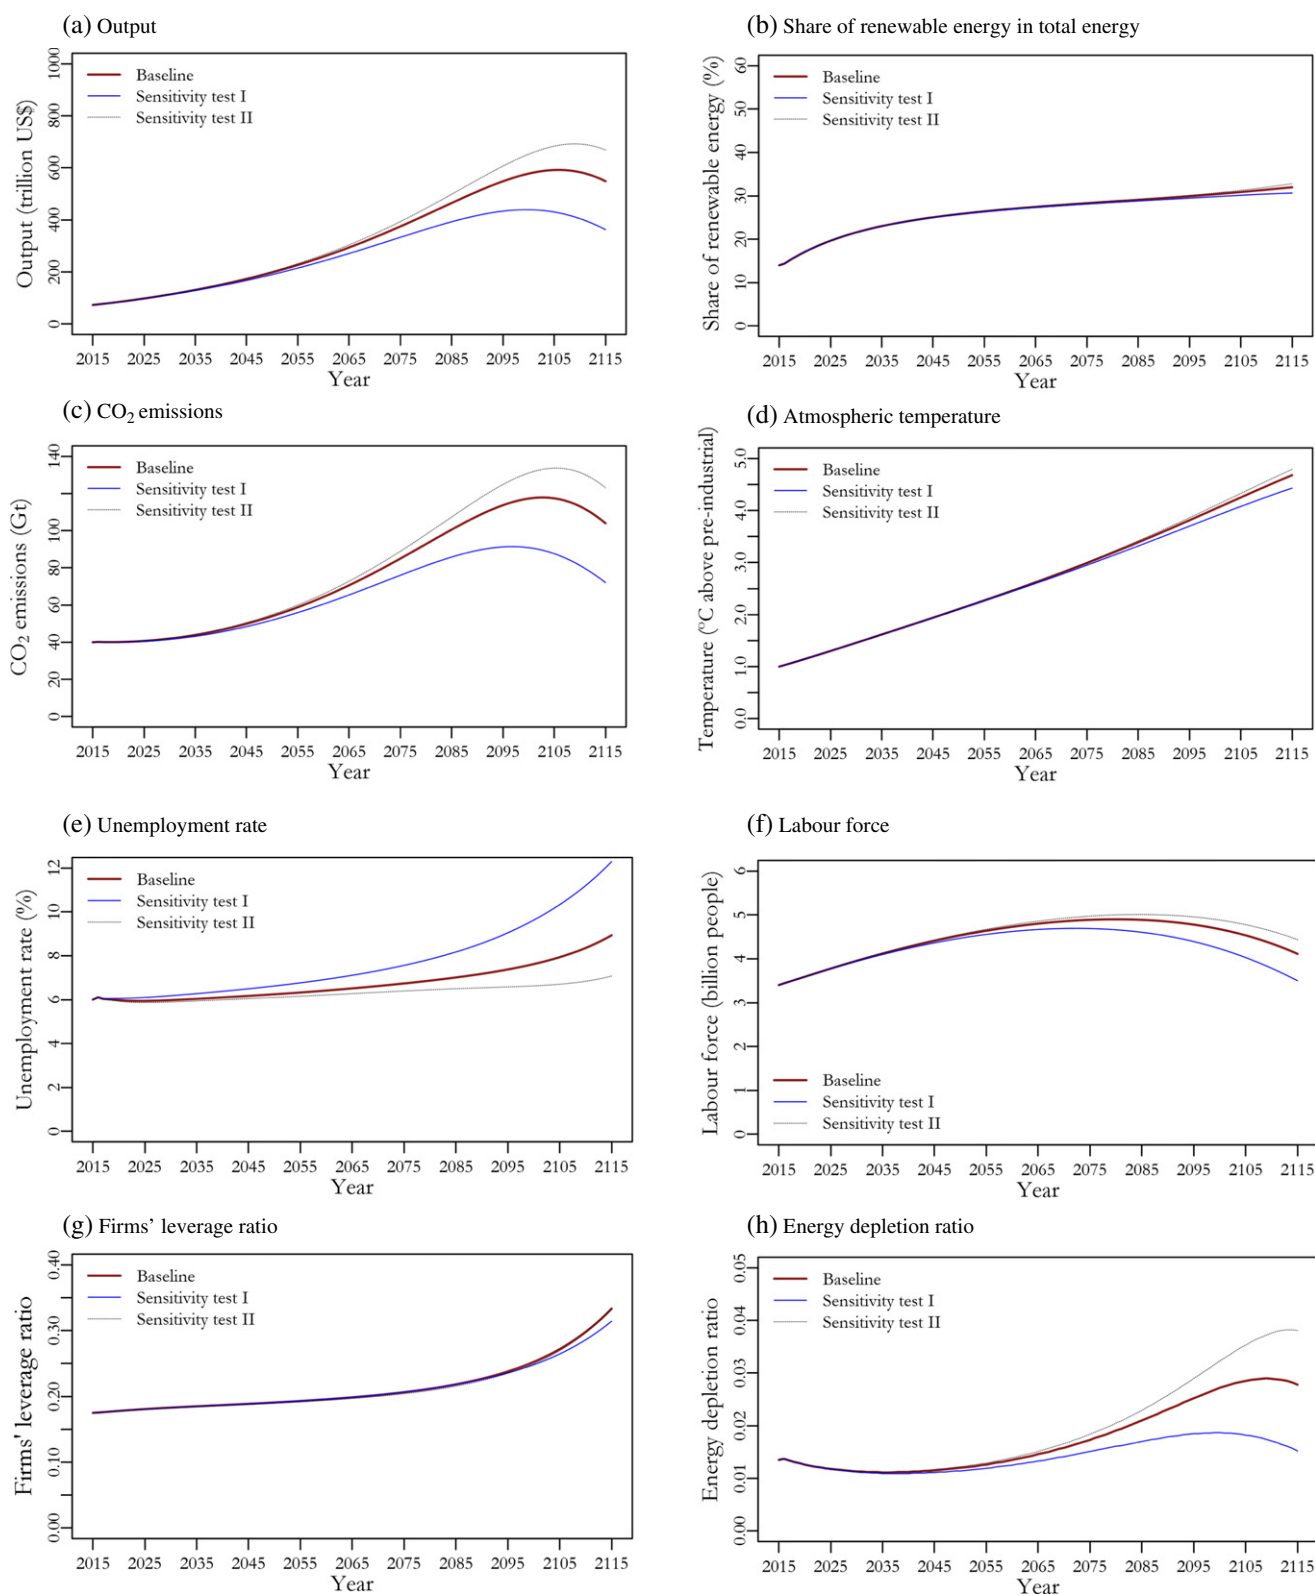 (a) Output
Output (trillion US$)
1000
800
600
400
200
0
Baseline
Sensitivity test I
Sensitivity test II
2015 2025 2035 2045 2055 2065 2075 2085 2095 2105 2115
Year
(b) Share of renewable energy in total energy
Share of renewable energy (%)
60
50
40
30
20
10
0
Baseline
Sensitivity test I
Sensitivity test II
2015 2025 2035 2045 2055 2065 2075 2085 2095 2105 2115
Year
(c) CO₂ emissions
CO₂ emissions (Gt)
140
100
80
60
40
20
0
Baseline
Sensitivity test I
Sensitivity test II
2015 2025 2035 2045 2055 2065 2075 2085 2095 2105 2115
Year
(d) Atmospheric temperature
Temperature (°C above pre-industrial)
5.0
4.0
3.0
2.0
1.0
0.0
Baseline
Sensitivity test I
Sensitivity test II
2015 2025 2035 2045 2055 2065 2075 2085 2095 2105 2115
Year
(e) Unemployment rate
Unemployment rate (%)
12
10
8
6
4
2
0
Baseline
Sensitivity test I
Sensitivity test II
2015 2025 2035 2045 2055 2065 2075 2085 2095 2105 2115
Year
(f) Labour force
Labour force (billion people)
6
5
4
3
2
1
0
Baseline
Sensitivity test I
Sensitivity test II
2015 2025 2035 2045 2055 2065 2075 2085 2095 2105 2115
Year
(g) Firms’ leverage ratio
Firms' leverage ratio
0.40
0.30
0.20
0.10
0.00
Baseline
Sensitivity test I
Sensitivity test II
2015 2025 2035 2045 2055 2065 2075 2085 2095 2105 2115
Year
(h) Energy depletion ratio
Energy depletion ratio
0.05
0.04
0.03
0.02
0.01
0.00
Baseline
Sensitivity test I
Sensitivity test II
2015 2025 2035 2045 2055 2065 2075 2085 2095 2105 2115
Year